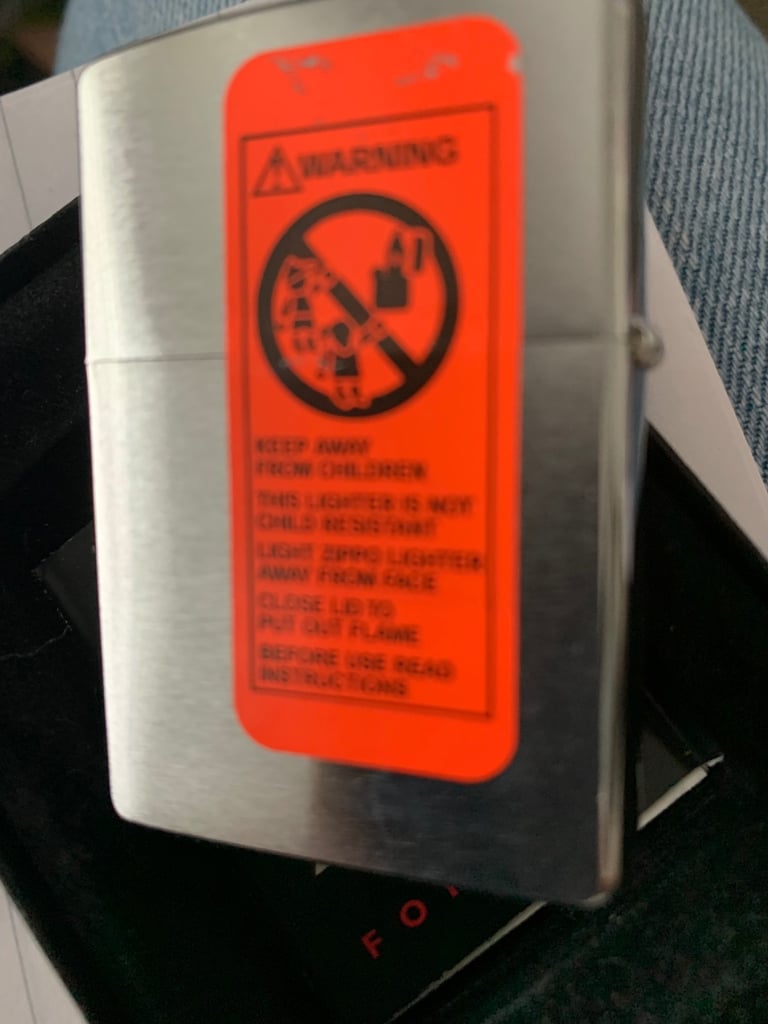 WARNING
KEEP AWAY
FROM CHILDREN
THIS LIGHTER IS NOT
CHILD RESISTANT
LIGHT ZIPPO LIGHTER
AWAY FROM FACE
CLOSE LID TO
PUT OUT FLAME
BEFORE USE READ
INSTRUCTIONS